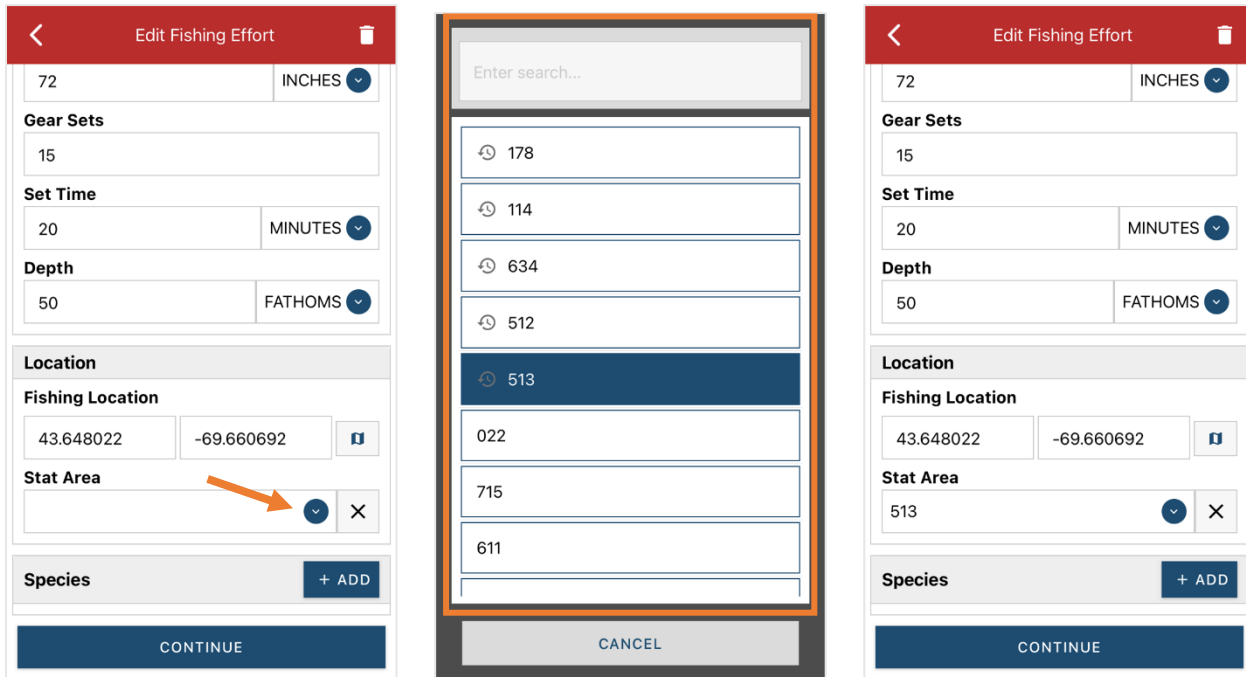 Edit Fishing Effort
72 INCHES
Gear Sets
15
Set Time
20 MINUTES
Depth
50 FATHOMS
Location
Fishing Location
43.648022 -69.660692
Stat Area
Species + ADD
CONTINUE
Enter search...
178
114
634
512
513
022
715
611
CANCEL
Edit Fishing Effort
72 INCHES
Gear Sets
15
Set Time
20 MINUTES
Depth
50 FATHOMS
Location
Fishing Location
43.648022 -69.660692
Stat Area
513
Species + ADD
CONTINUE